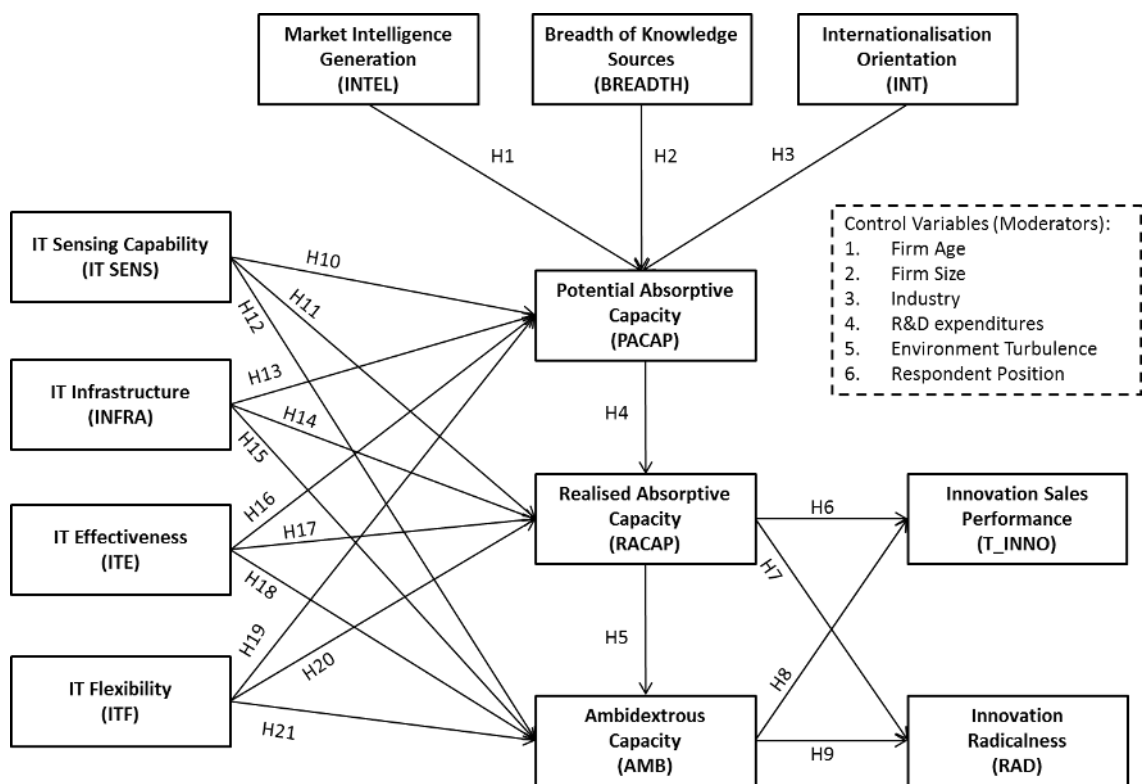 Market Intelligence
Generation
(INTEL)
Breadth of Knowledge
Sources
(BREADTH)
Internationalisation
Orientation
(INT)
H1
H2
H3
IT Sensing Capability
(IT SENS)
IT Infrastructure
(INFRA)
IT Effectiveness
(ITE)
IT Flexibility
(ITF)
H10
H11
H12
H13
H14
H15
H16
H17
H18
H19
H20
H21
Potential Absorptive
Capacity
(PACAP)
H4
Realised Absorptive
Capacity
(RACAP)
H5
Ambidextrous
Capacity
(AMB)
Control Variables (Moderators):
1. Firm Age
2. Firm Size
3. Industry
4. R&D expenditures
5. Environment Turbulence
6. Respondent Position
H6
H7
H8
H9
Innovation Sales
Performance
(T_INNO)
Innovation
Radicalness
(RAD)